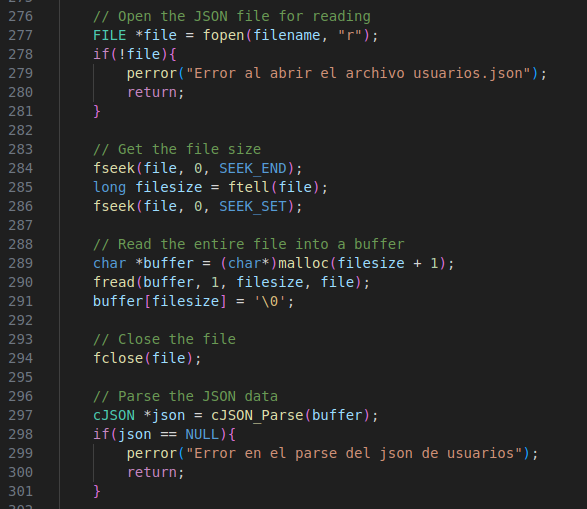 276 // Open the JSON file for reading
277 FILE *file = fopen(filename, "r");
278 if(!file){
279 perror("Error al abrir el archivo usuarios.json");
280 return;
281 }
282
283 // Get the file size
284 fseek(file, 0, SEEK_END);
285 long filesize = ftell(file);
286 fseek(file, 0, SEEK_SET);
287
288 // Read the entire file into a buffer
289 char *buffer = (char*)malloc(filesize + 1);
290 fread(buffer, 1, filesize, file);
291 buffer[filesize] = '\0';
292
293 // Close the file
294 fclose(file);
295
296 // Parse the JSON data
297 cJSON *json = cJSON_Parse(buffer);
298 if(json == NULL){
299 perror("Error en el parse del json de usuarios");
300 return;
301 }